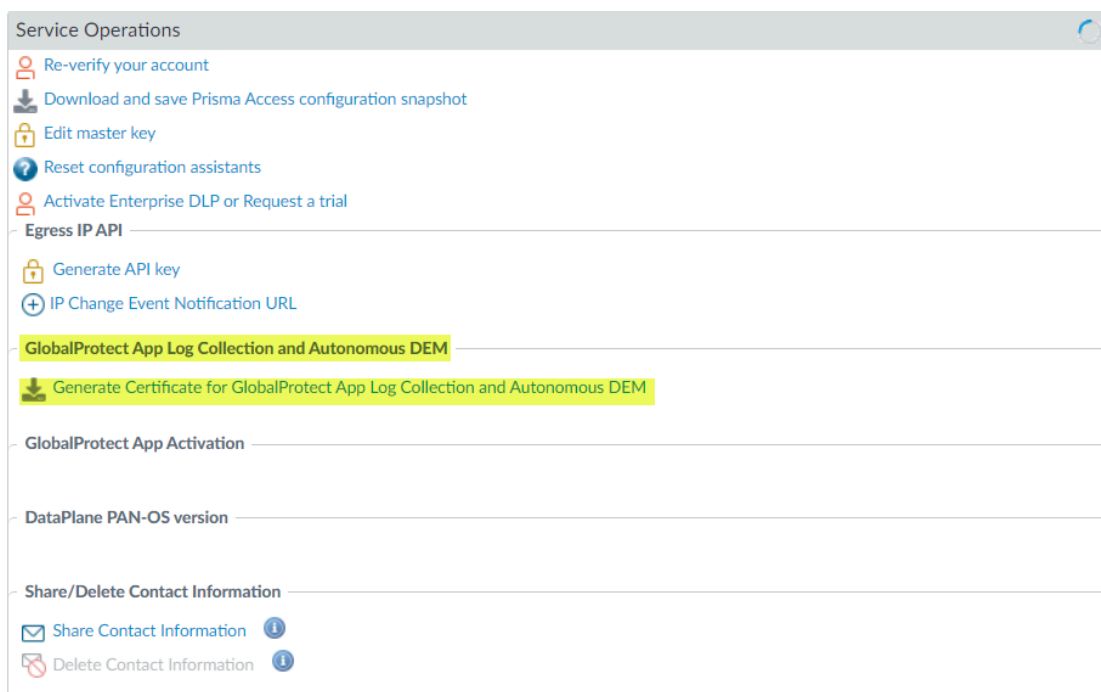 Service Operations
Re-verify your account
Download and save Prisma Access configuration snapshot
Edit master key
Reset configuration assistants
Activate Enterprise DLP or Request a trial
Egress IP API
Generate API key
IP Change Event Notification URL
GlobalProtect App Log Collection and Autonomous DEM
Generate Certificate for GlobalProtect App Log Collection and Autonomous DEM
GlobalProtect App Activation
DataPlane PAN-OS version
Share/Delete Contact Information
Share Contact Information
Delete Contact Information